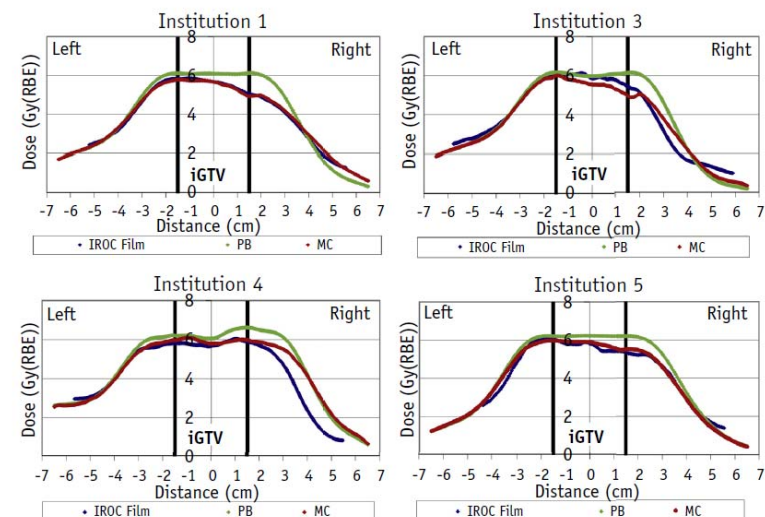 Institution 1
Left
8
Right
6
4
2
iGTV
0
Dose (Gy(RBE))
-7 -6 -5 -4 -3 -2 -1 0 1 2 3 4 5 6 7
Distance (cm)
IROC Film PB MC
Institution 3
Left
8
Right
6
4
2
iGTV
0
Dose (Gy(RBE))
-7 -6 -5 -4 -3 -2 -1 0 1 2 3 4 5 6 7
Distance (cm)
IROC Film PB MC
Institution 4
Left
8
Right
6
4
2
iGTV
0
Dose (Gy(RBE))
-7 -6 -5 -4 -3 -2 -1 0 1 2 3 4 5 6 7
Distance (cm)
IROC Film PB MC
Institution 5
Left
8
Right
6
4
2
iGTV
0
Dose (Gy(RBE))
-7 -6 -5 -4 -3 -2 -1 0 1 2 3 4 5 6 7
Distance (cm)
IROC Film PB MC